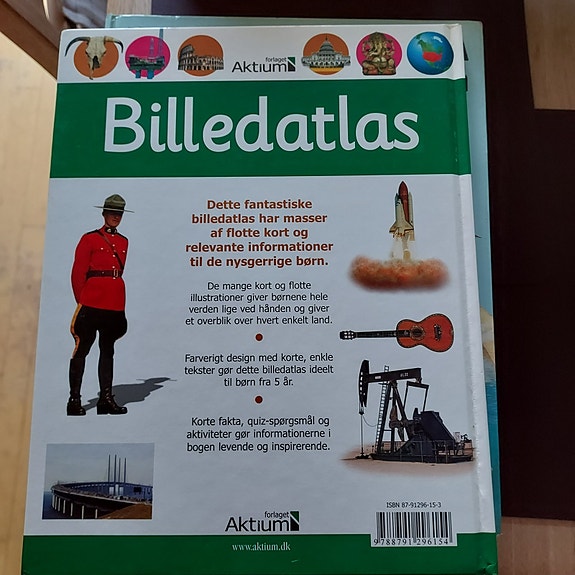 forlaget
Aktium
Billedatlas
Dette fantastiske
billedatlas har masser
af flotte kort og
relevante informationer
til de nysgerrige børn.
De mange kort og flotte
illustrationer giver børnene hele
verden lige ved hånden og giver
et overblik over hvert enkelt land.
Farverigt design med korte, enkle
tekster gør dette billedatlas ideelt
til børn fra 5 år.
Korte fakta, quiz-spørgsmål og
aktiviteter gør informationerne i
bogen levende og inspirerende.
forlaget
Aktium
www.aktium.dk
ISBN 87-91296-15-3
9 788791 296154